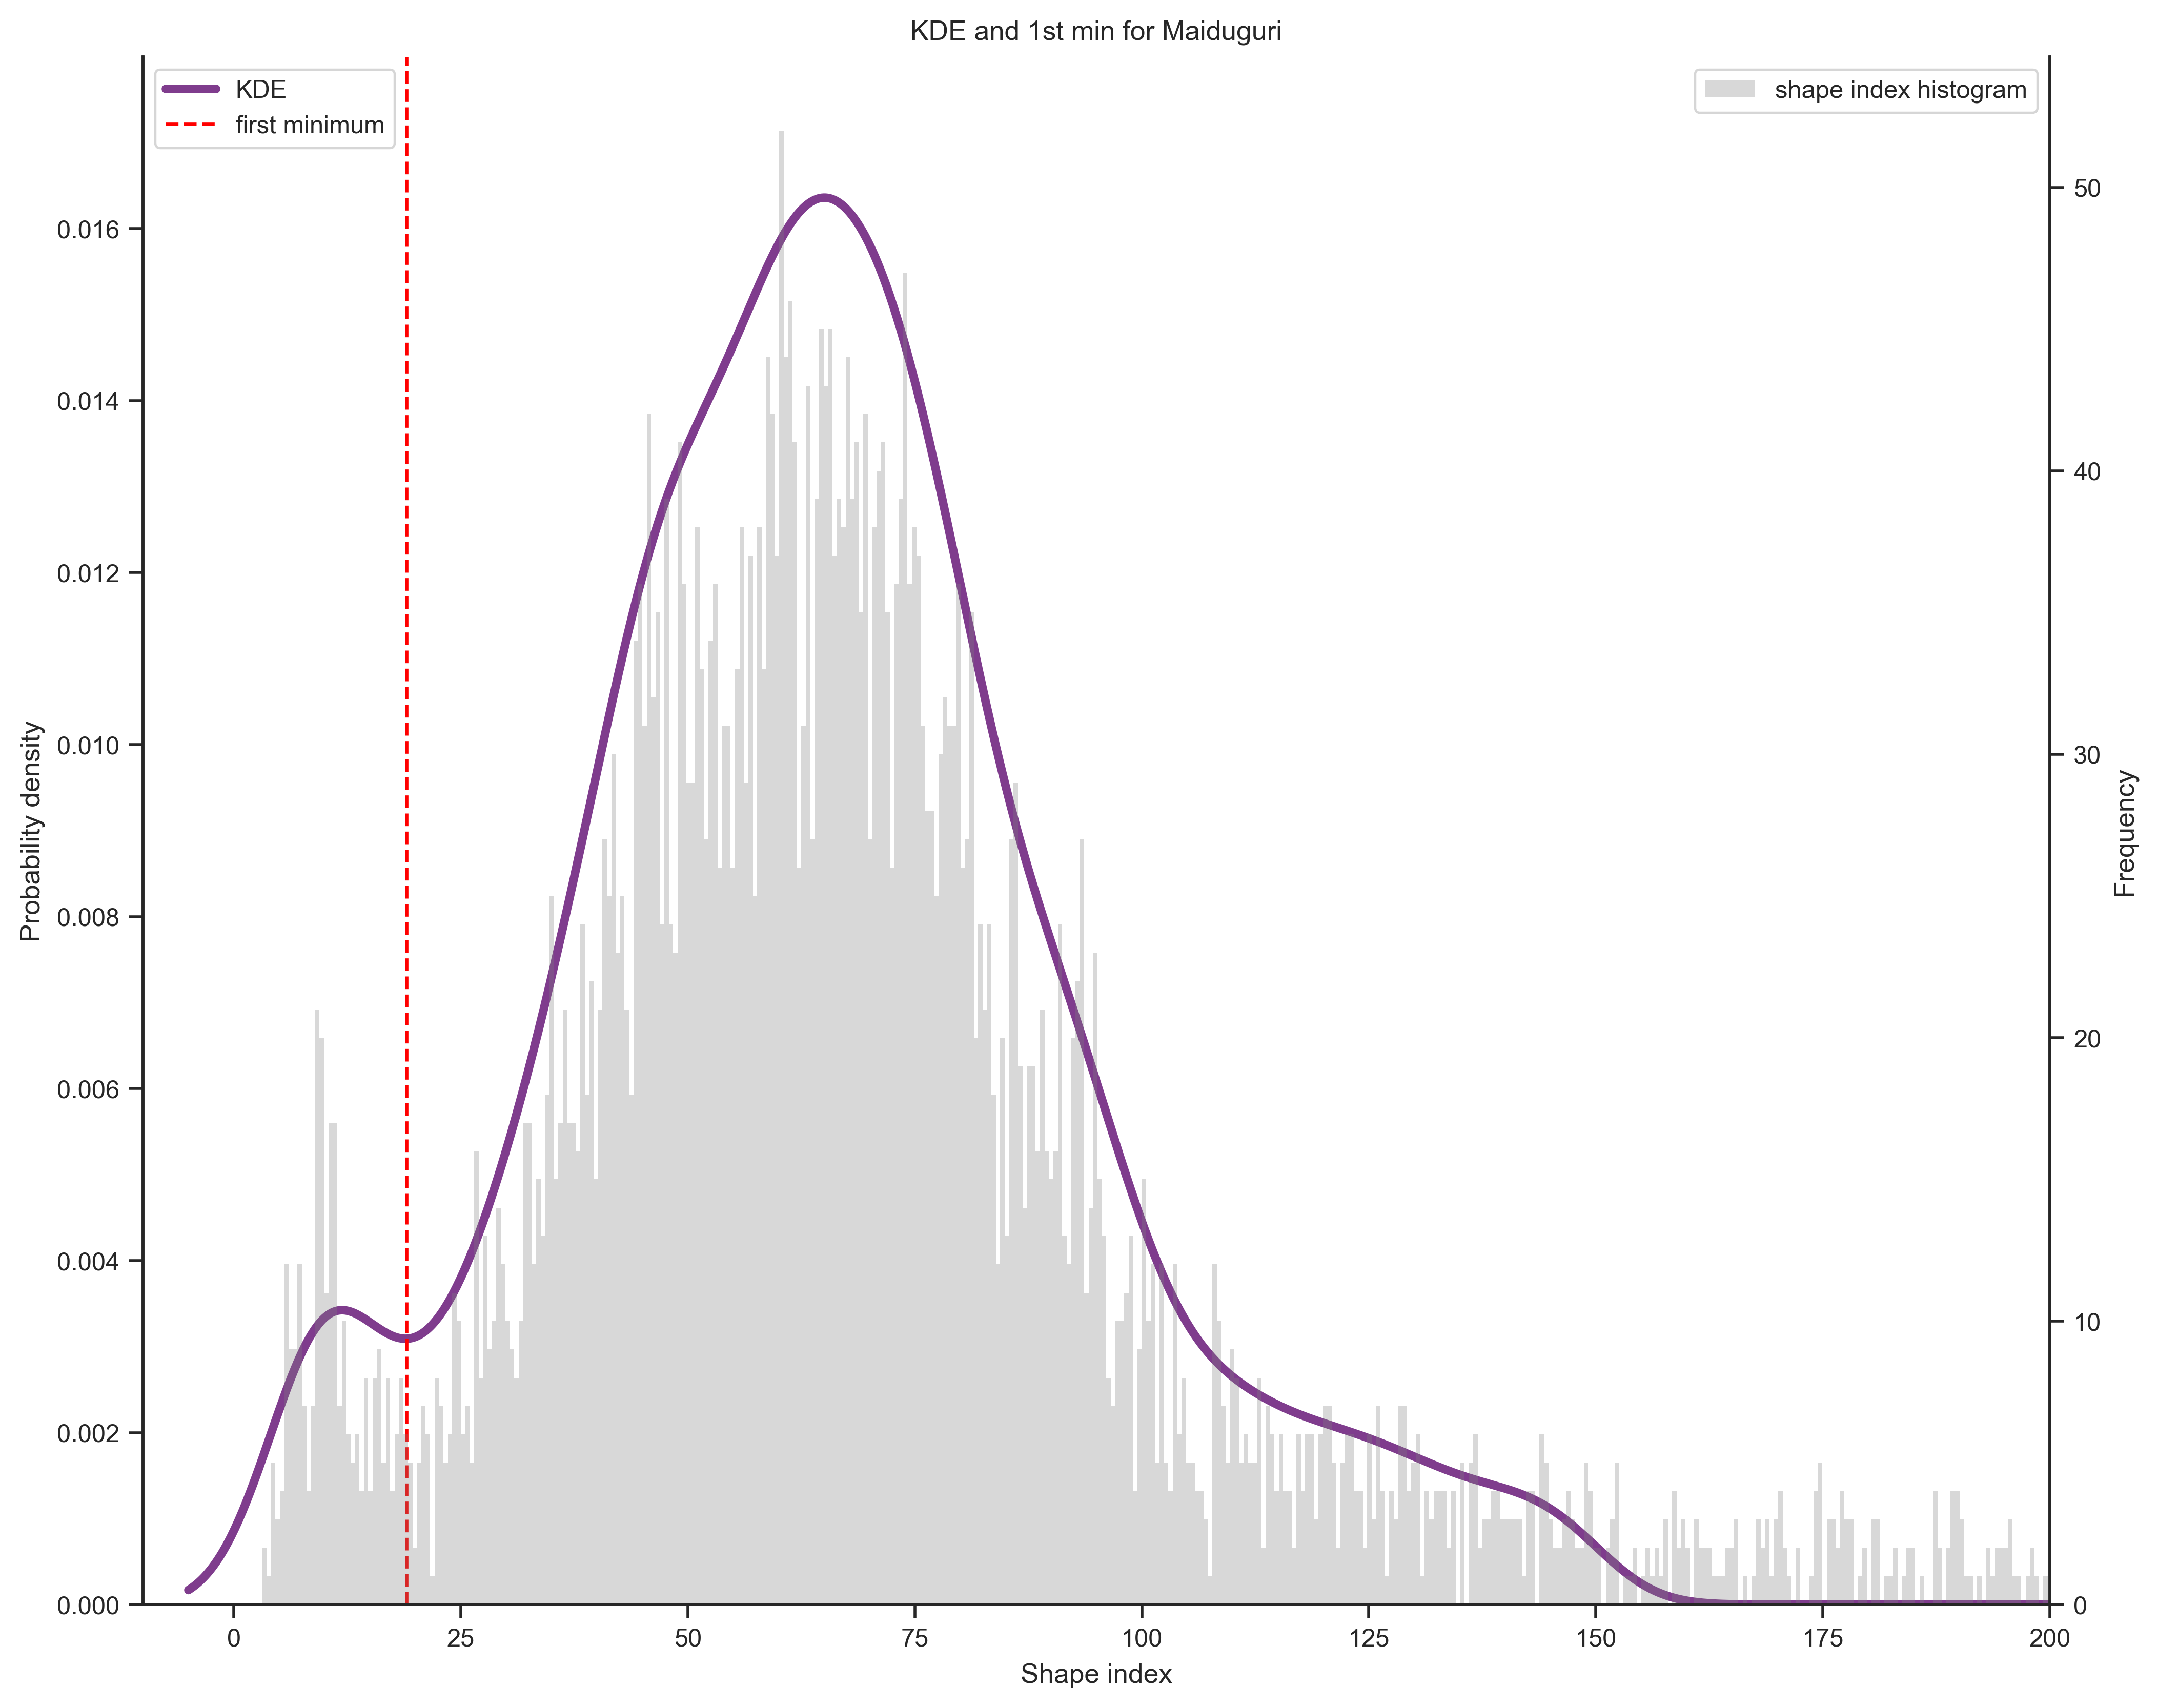 KDE and 1st min for Maiduguri
KDE
first minimum
shape index histogram
Probability density
0.016
0.014
0.012
0.010
0.008
0.006
0.004
0.002
0.000
50
40
30
20
10
0
Frequency
0 25 50 75 100 125 150 175 200
Shape index